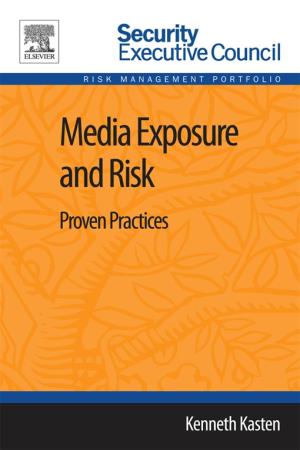 ELSEVIER
Security
Executive Council
RISK MANAGEMENT PORTFOLIO
Media Exposure
and Risk
Proven Practices
Kenneth Kasten